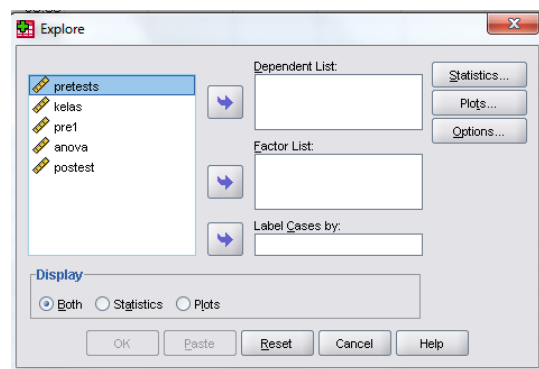 Explore
Dependent List:
Statistics...
pretests
kelas
Plots...
pre1
Options...
anova
Factor List:
postest
Label Cases by:
Display
Both Statistics Plots
OK Paste Reset Cancel Help